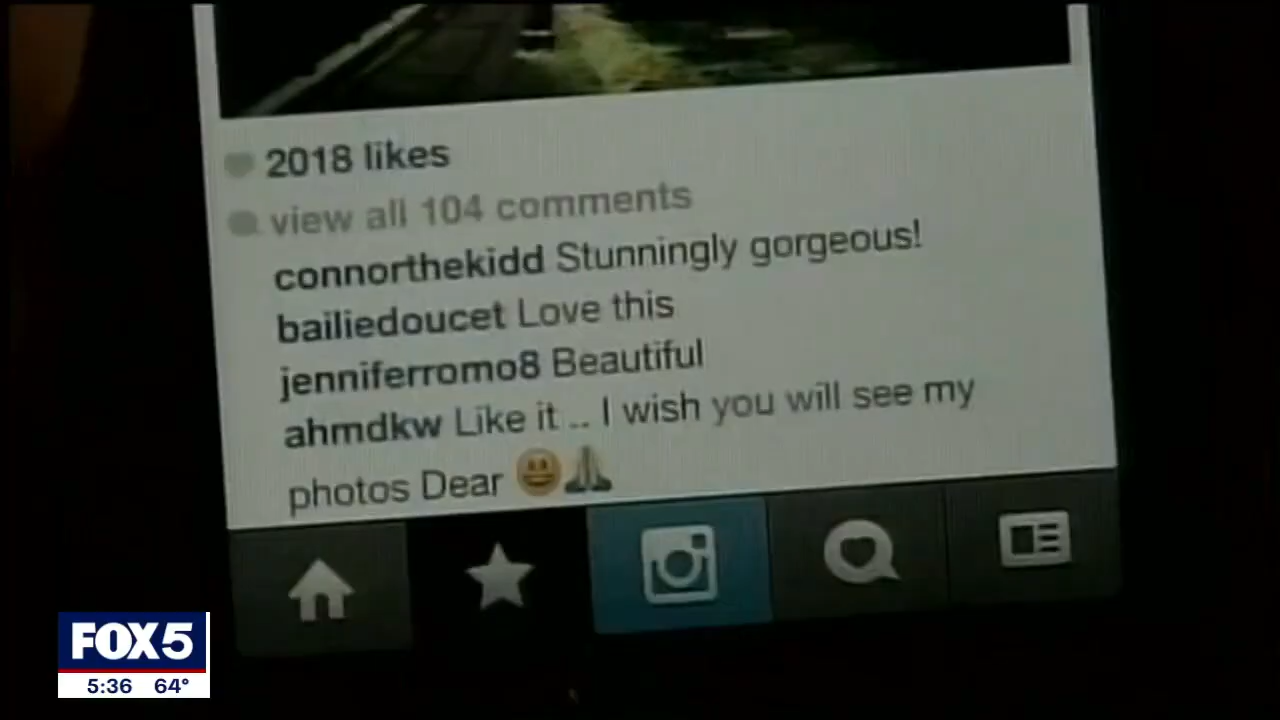 2018 likes
view all 104 comments
connorthekidd Stunningly gorgeous!
bailiedoucet Love this
jenniferromo8 Beautiful
ahmdkw Like it .. I wish you will see my
photos Dear 😃🙏
FOX5
5:36 64°